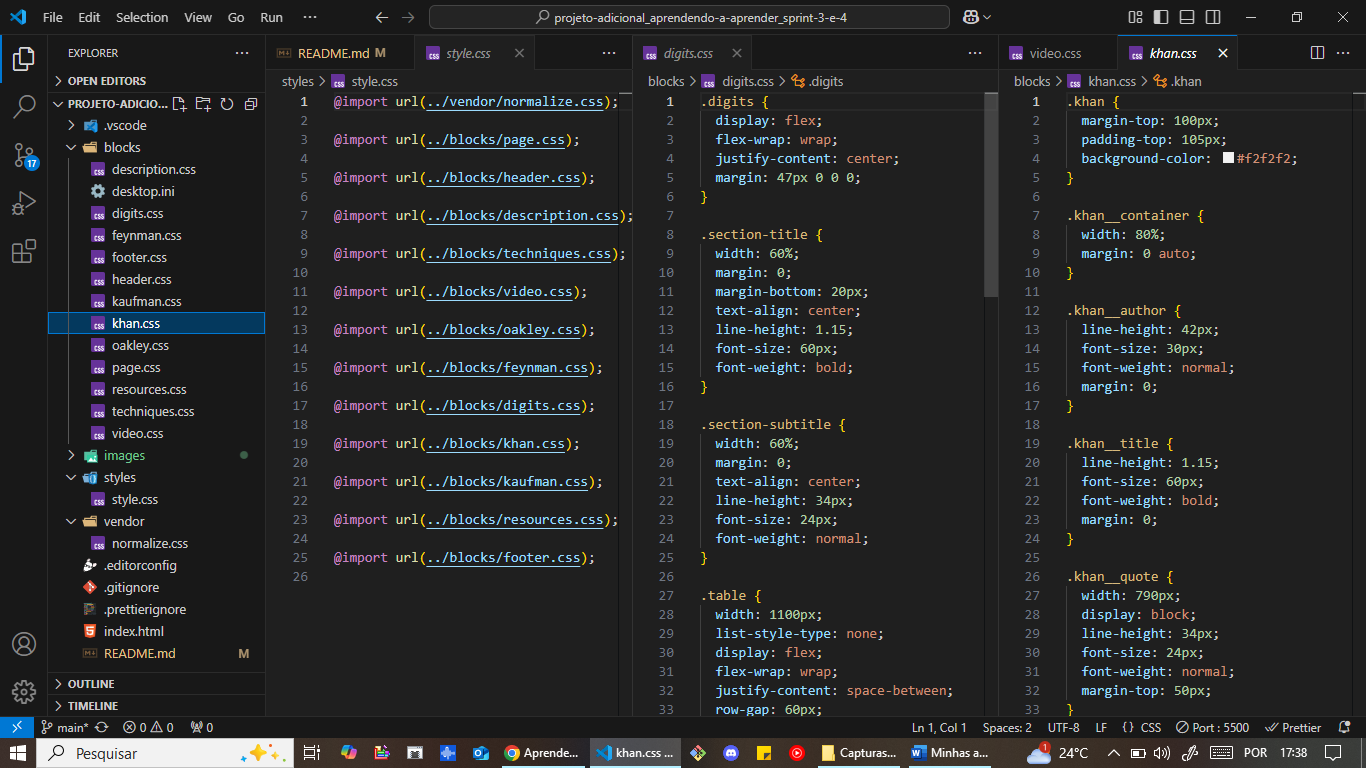 File Edit Selection View Go Run ···
projeto-adicional_aprendendo-a-aprender_sprint-3-e-4
EXPLORER ···
OPEN EDITORS
PROJETO-ADICIO...
.vscode
blocks
description.css
desktop.ini
digits.css
feynman.css
footer.css
header.css
kaufman.css
khan.css
oakley.css
page.css
resources.css
techniques.css
video.css
images
styles
style.css
vendor
normalize.css
.editorconfig
.gitignore
.prettierignore
index.html
README.md M
OUTLINE
TIMELINE
17
README.md M style.css ···
styles > style.css
1 @import url(../vendor/normalize.css);
2
3 @import url(../blocks/page.css);
4
5 @import url(../blocks/header.css);
6
7 @import url(../blocks/description.css);
8
9 @import url(../blocks/techniques.css);
10
11 @import url(../blocks/video.css);
12
13 @import url(../blocks/oakley.css);
14
15 @import url(../blocks/feynman.css);
16
17 @import url(../blocks/digits.css);
18
19 @import url(../blocks/khan.css);
20
21 @import url(../blocks/kaufman.css);
22
23 @import url(../blocks/resources.css);
24
25 @import url(../blocks/footer.css);
26
digits.css ···
blocks > digits.css > .digits
1 .digits {
2 display: flex;
3 flex-wrap: wrap;
4 justify-content: center;
5 margin: 47px 0 0 0;
6 }
7
8 .section-title {
9 width: 60%;
10 margin: 0;
11 margin-bottom: 20px;
12 text-align: center;
13 line-height: 1.15;
14 font-size: 60px;
15 font-weight: bold;
16 }
17
18 .section-subtitle {
19 width: 60%;
20 margin: 0;
21 text-align: center;
22 line-height: 34px;
23 font-size: 24px;
24 font-weight: normal;
25 }
26
27 .table {
28 width: 1100px;
29 list-style-type: none;
30 display: flex;
31 flex-wrap: wrap;
32 justify-content: space-between;
33 row-gap: 60px;
video.css khan.css ···
blocks > khan.css > .khan
1 .khan {
2 margin-top: 100px;
3 padding-top: 105px;
4 background-color: #f2f2f2;
5 }
6
7 .khan__container {
8 width: 80%;
9 margin: 0 auto;
10 }
11
12 .khan__author {
13 line-height: 42px;
14 font-size: 30px;
15 font-weight: normal;
16 margin: 0;
17 }
18
19 .khan__title {
20 line-height: 1.15;
21 font-size: 60px;
22 font-weight: bold;
23 margin: 0;
24 }
25
26 .khan__quote {
27 width: 790px;
28 display: block;
29 line-height: 34px;
30 font-size: 24px;
31 font-weight: normal;
32 margin-top: 50px;
33 }
main* 0 0 0 Ln 1, Col 1 Spaces: 2 UTF-8 LF { } CSS Port : 5500 Prettier
Pesquisar Aprende... khan.css ... Capturas... Minhas a... 1 24°C POR 17:38